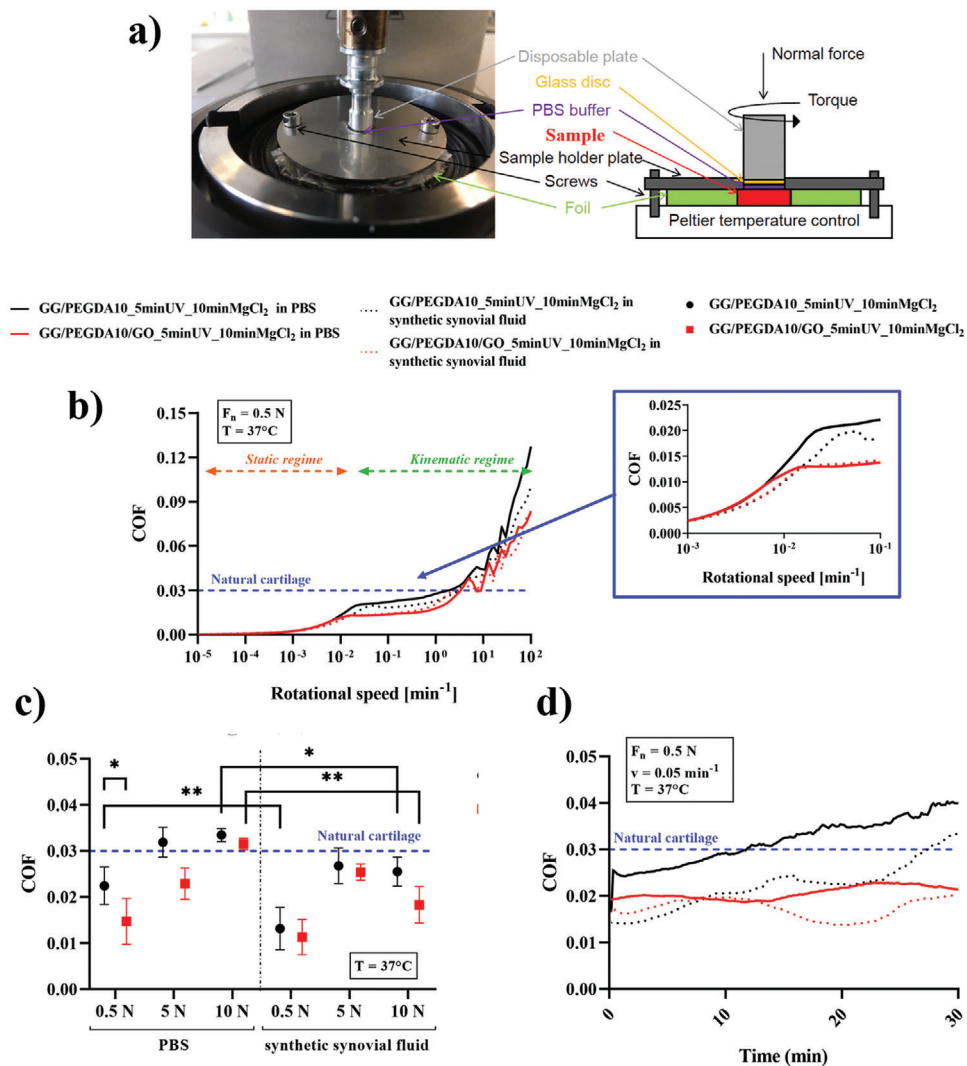 a)
Disposable plate
Glass disc
PBS buffer
Sample
Sample holder plate
Screws
Foil
Normal force
Torque
Peltier temperature control
GG/PEGDA10_5minUV_10minMgCl₂ in PBS
GG/PEGDA10/GO_5minUV_10minMgCl₂ in PBS
GG/PEGDA10_5minUV_10minMgCl₂ in
synthetic synovial fluid
GG/PEGDA10/GO_5minUV_10minMgCl₂ in
synthetic synovial fluid
GG/PEGDA10_5minUV_10minMgCl₂
GG/PEGDA10/GO_5minUV_10minMgCl₂
b)
Fₙ = 0.5 N
T = 37°C
Static regime
Kinematic regime
Natural cartilage
COF
0.15
0.12
0.09
0.06
0.03
0.00
10⁻⁵ 10⁻⁴ 10⁻³ 10⁻² 10⁻¹ 10⁰ 10¹ 10²
Rotational speed [min⁻¹]
COF
0.025
0.020
0.015
0.010
0.005
0.000
10⁻³ 10⁻² 10⁻¹
Rotational speed [min⁻¹]
c)
COF
0.05
0.04
0.03
0.02
0.01
0.00
*
**
*
**
Natural cartilage
T = 37°C
0.5 N 5 N 10 N 0.5 N 5 N 10 N
PBS synthetic synovial fluid
d)
Fₙ = 0.5 N
v = 0.05 min⁻¹
T = 37°C
Natural cartilage
COF
0.05
0.04
0.03
0.02
0.01
0.00
0 10 20 30
Time (min)